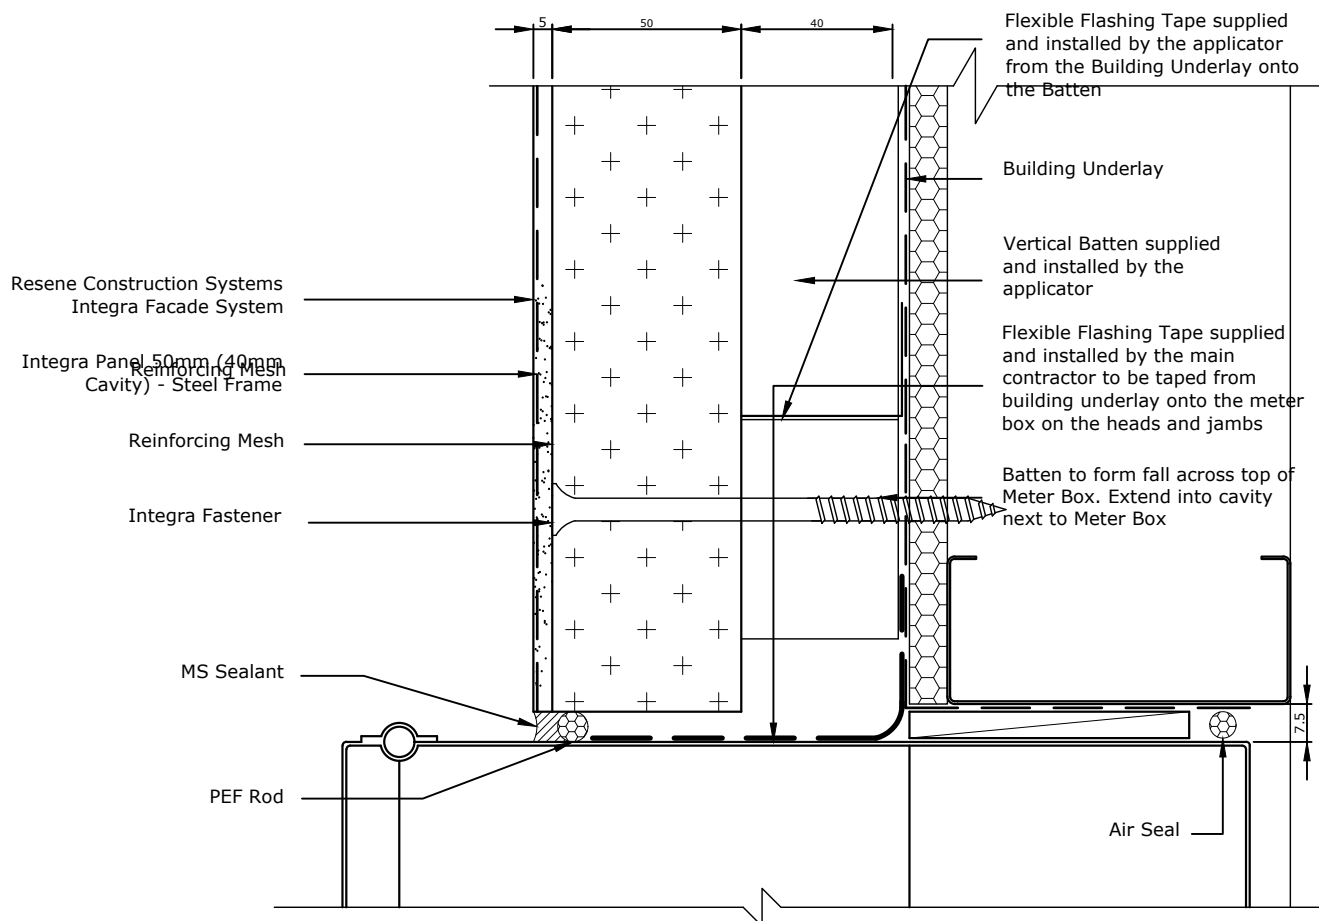 5
50
40
Flexible Flashing Tape supplied
and installed by the applicator
from the Building Underlay onto
the Batten
Building Underlay
Vertical Batten supplied
and installed by the
applicator
Flexible Flashing Tape supplied
and installed by the main
contractor to be taped from
building underlay onto the meter
box on the heads and jambs
Batten to form fall across top of
Meter Box. Extend into cavity
next to Meter Box
Resene Construction Systems
Integra Facade System
Integra Panel 50mm (40mm
Cavity) - Steel Frame
Reinforcing Mesh
Reinforcing Mesh
Integra Fastener
MS Sealant
PEF Rod
7.5
Air Seal